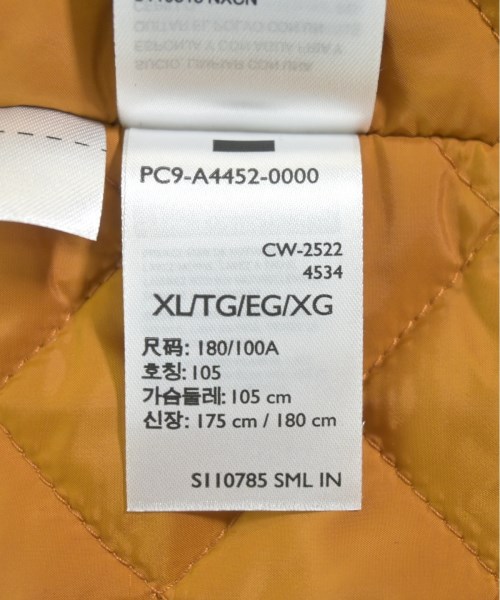 PC9-A4452-0000
CW-2522
4534
XL/TG/EG/XG
尺码: 180/100A
호칭: 105
가슴둘레: 105 cm
신장: 175 cm / 180 cm
S110785 SML IN